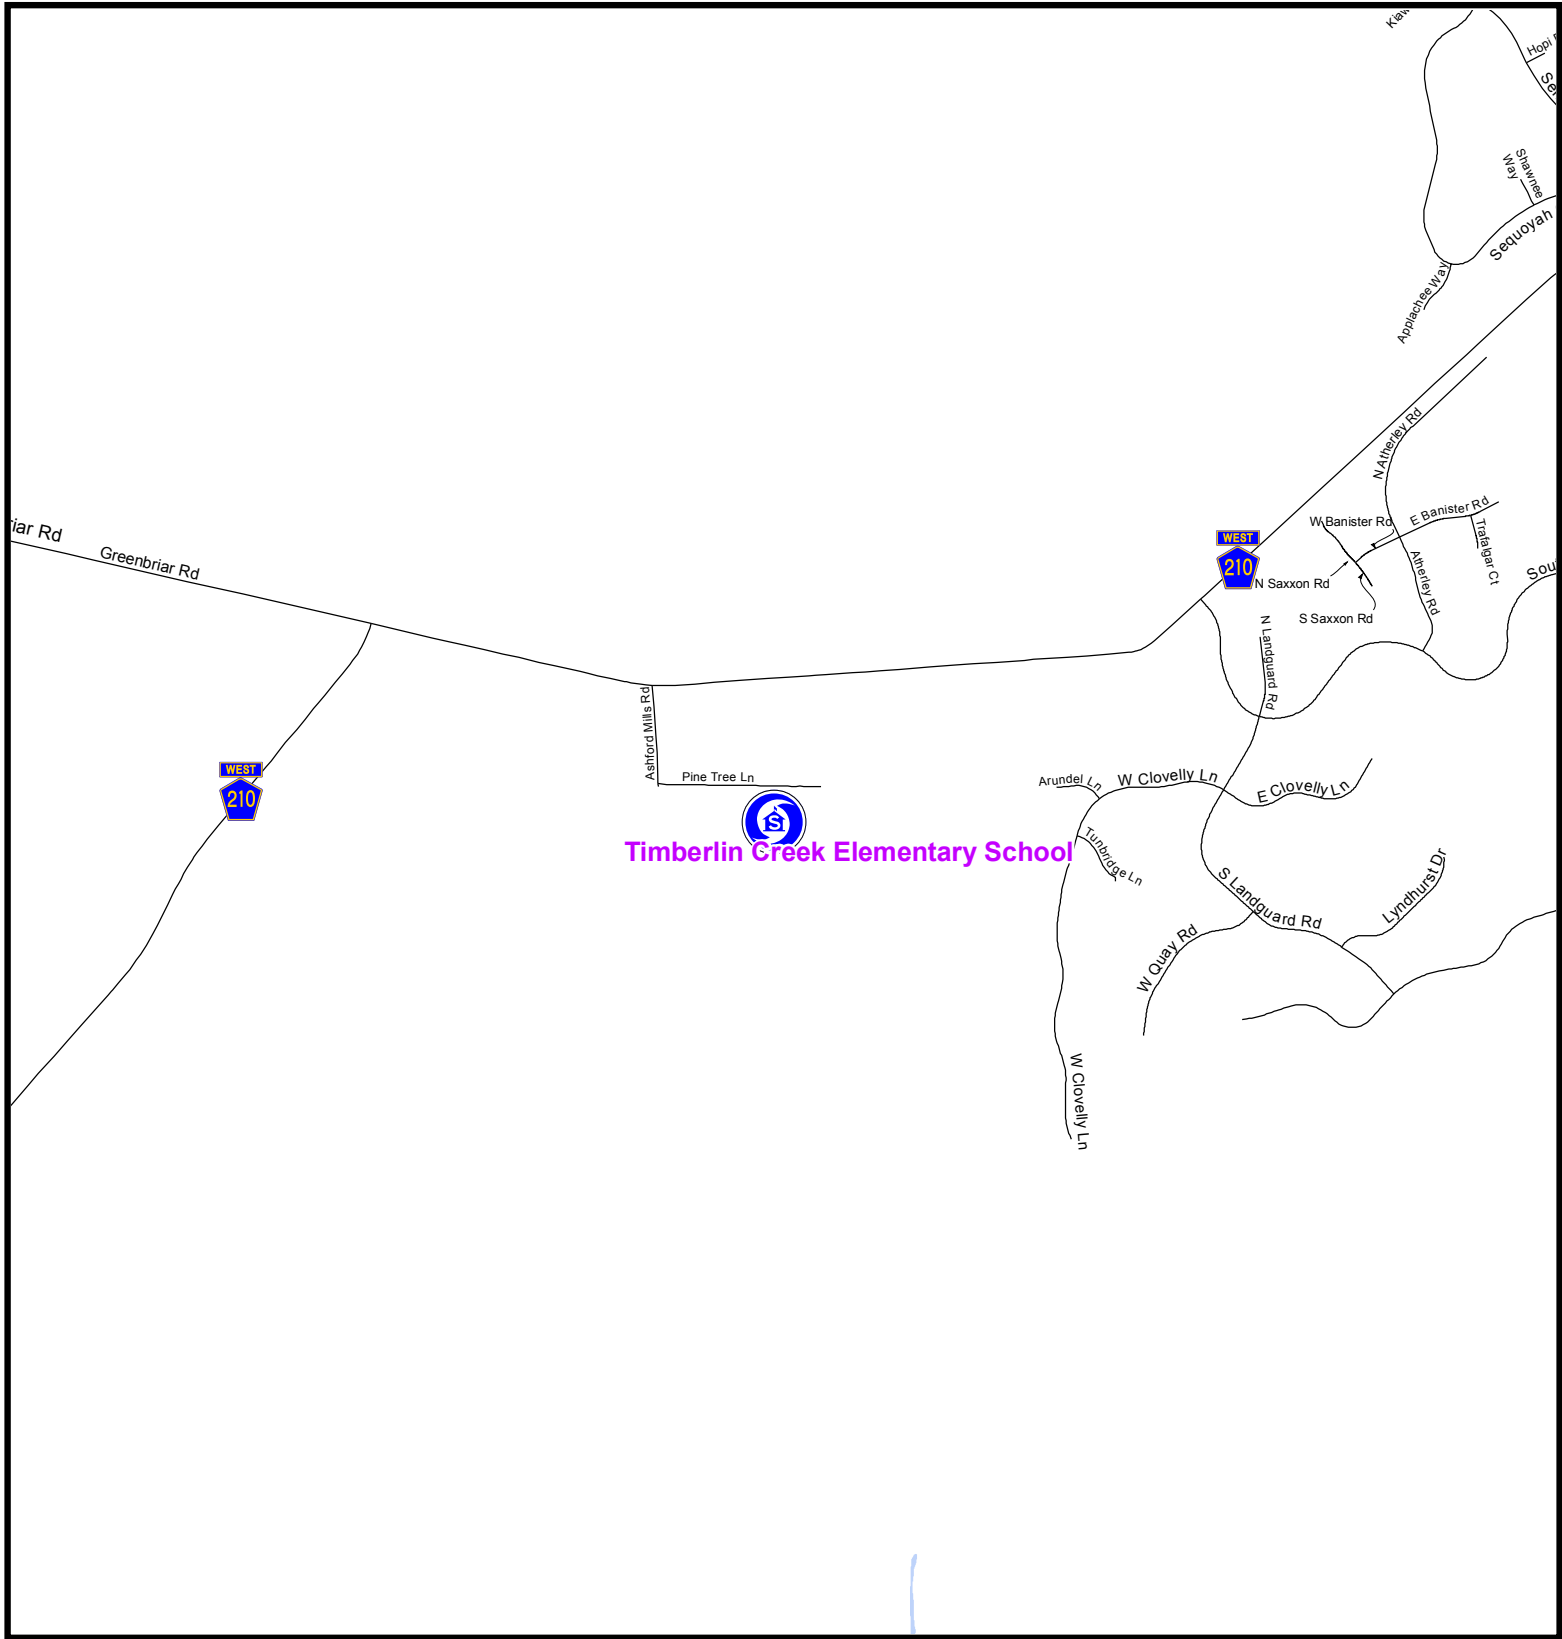 Hopi
Shawnee
Way
Sequoyah
Applachee Way
N Atherley Rd
iar Rd
Greenbriar Rd
WEST
210
W Banister Rd
E Banister Rd
Trafalgar Ct
Atherley Rd
N Saxxon Rd
S Saxxon Rd
N Landguard Rd
Ashford Mills Rd
Pine Tree Ln
WEST
210
S
Timberlin Creek Elementary School
Arundel Ln
W Clovelly Ln
E Clovelly Ln
Tunbridge Ln
S Landguard Rd
Lyndhurst Dr
W Quay Rd
W Clovelly Ln